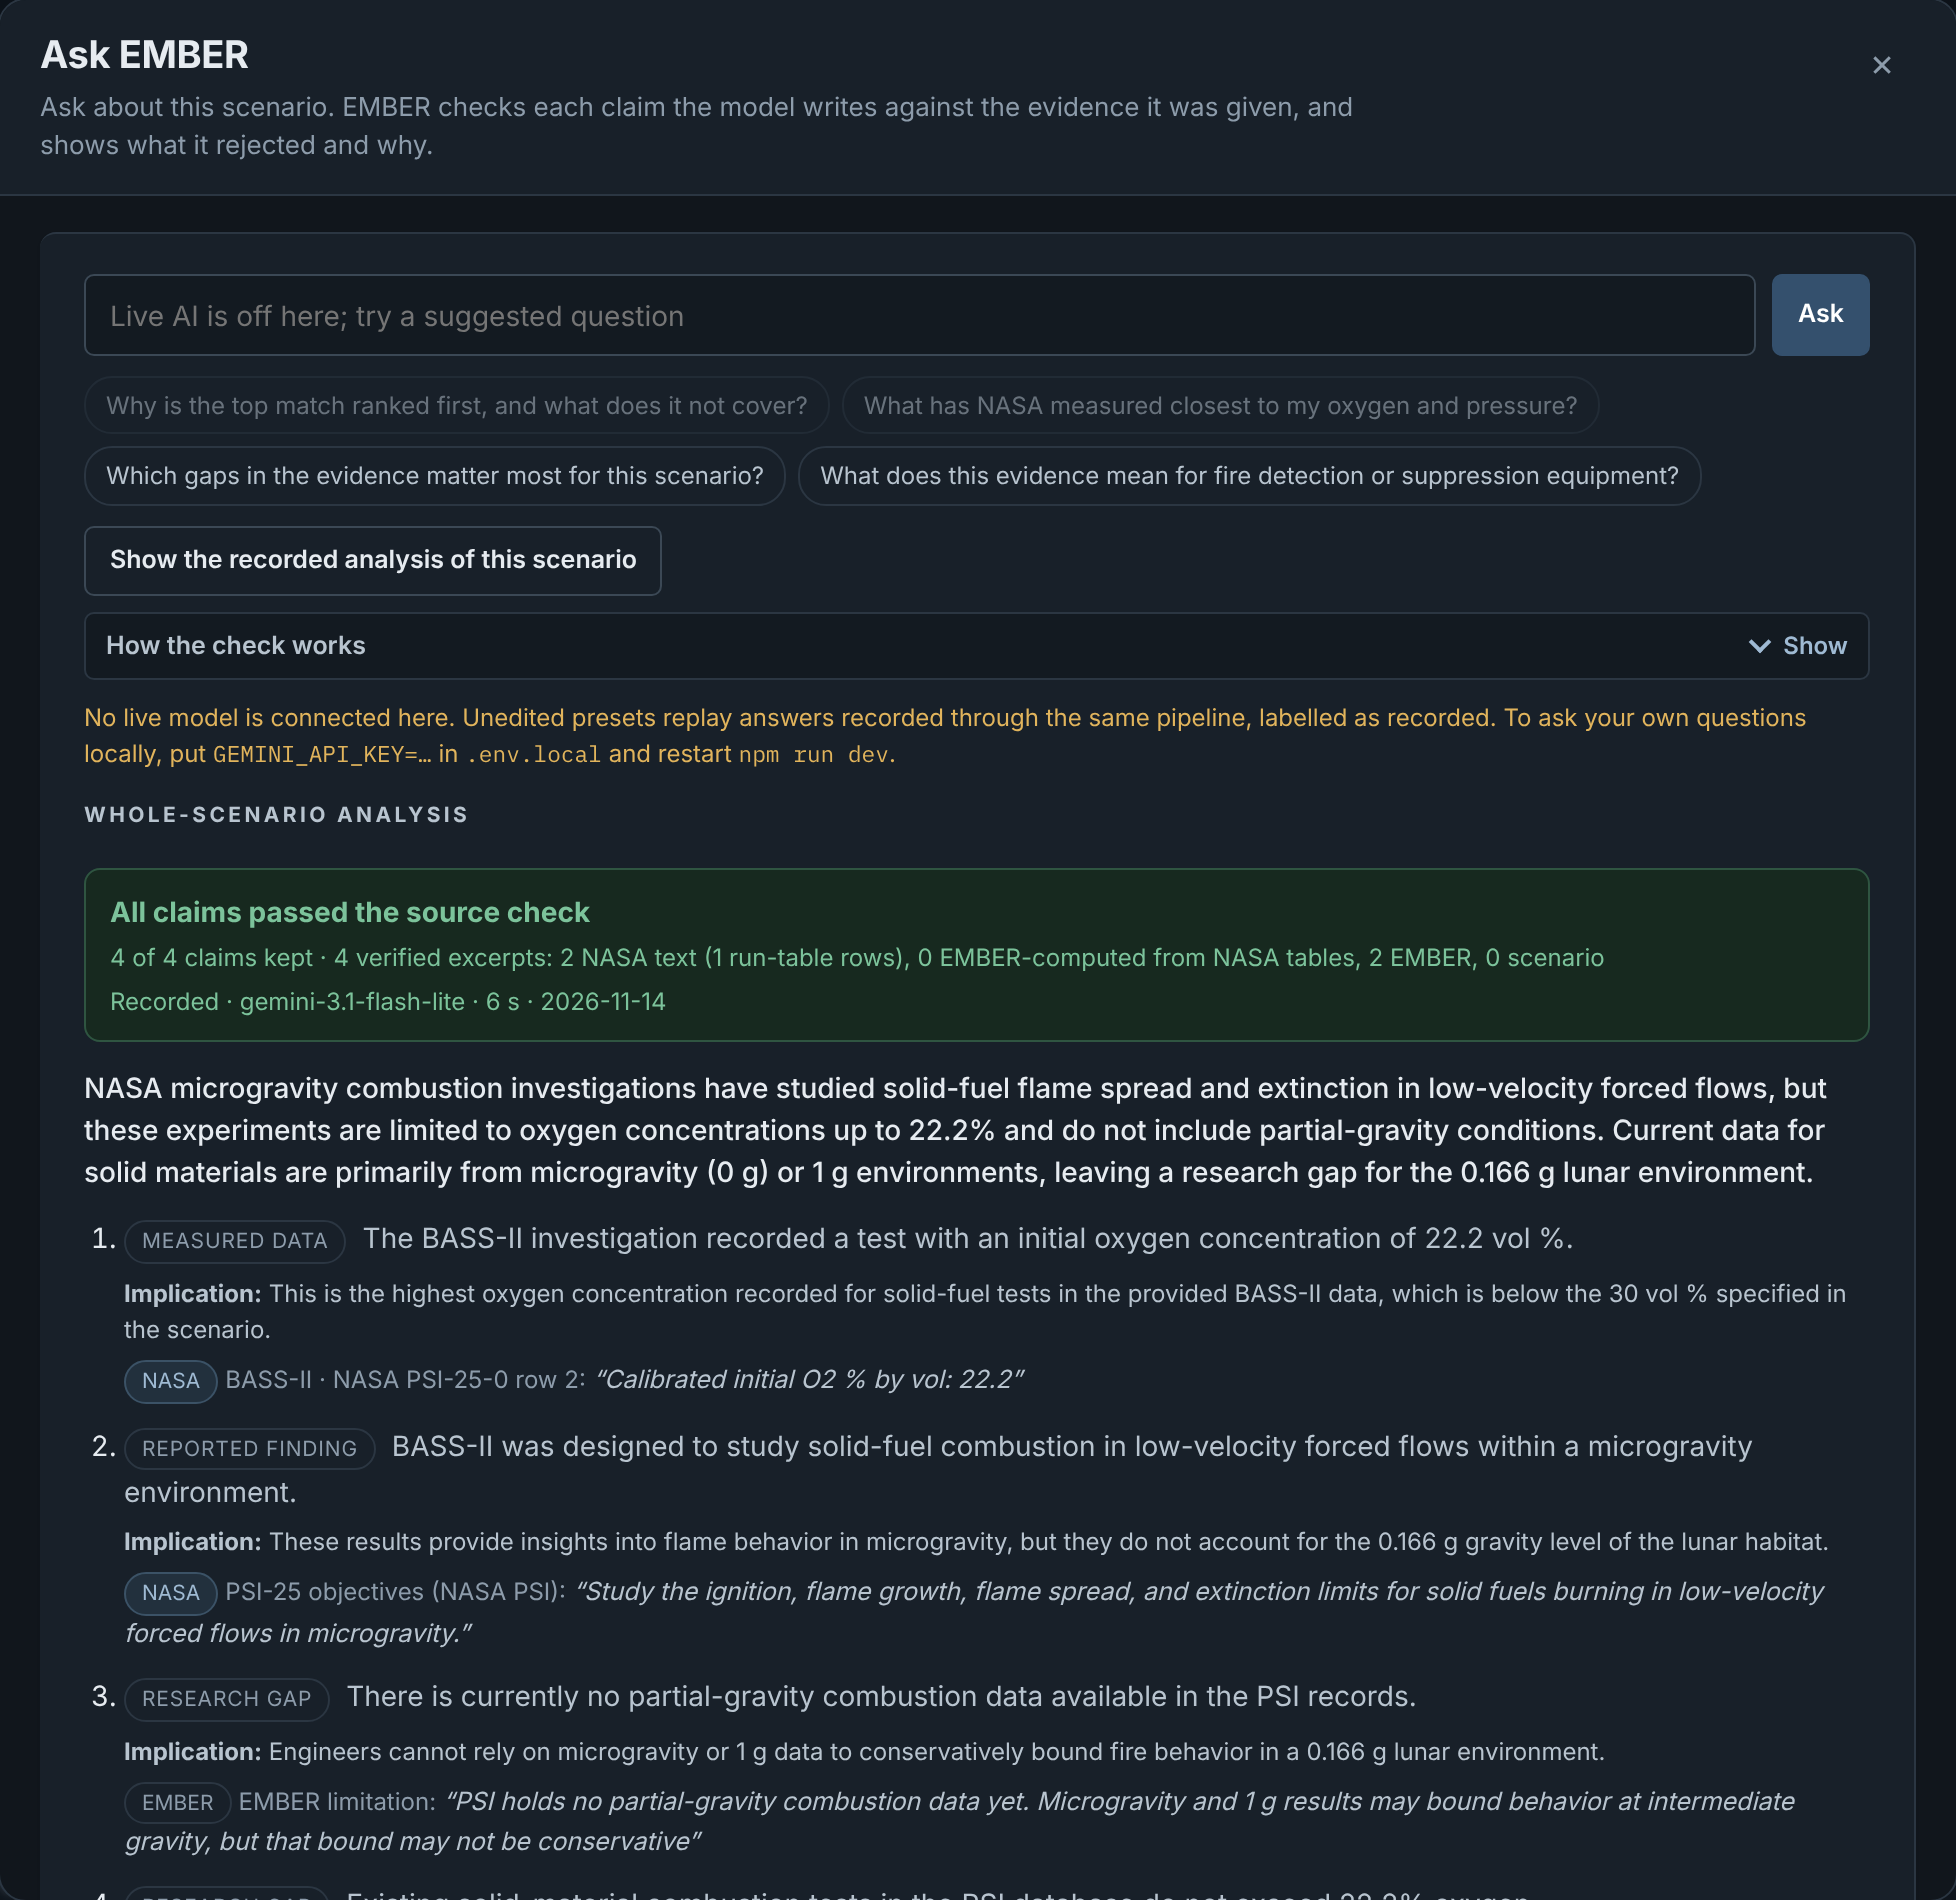 Ask EMBER
Ask about this scenario. EMBER checks each claim the model writes against the evidence it was given, and
shows what it rejected and why.
Live AI is off here; try a suggested question
Ask
Why is the top match ranked first, and what does it not cover?
What has NASA measured closest to my oxygen and pressure?
Which gaps in the evidence matter most for this scenario?
What does this evidence mean for fire detection or suppression equipment?
Show the recorded analysis of this scenario
How the check works
Show
No live model is connected here. Unedited presets replay answers recorded through the same pipeline, labelled as recorded. To ask your own questions
locally, put GEMINI_API_KEY=… in .env.local and restart npm run dev.
WHOLE-SCENARIO ANALYSIS
All claims passed the source check
4 of 4 claims kept · 4 verified excerpts: 2 NASA text (1 run-table rows), 0 EMBER-computed from NASA tables, 2 EMBER, 0 scenario
Recorded · gemini-3.1-flash-lite · 6 s · 2026-11-14
NASA microgravity combustion investigations have studied solid-fuel flame spread and extinction in low-velocity forced flows, but
these experiments are limited to oxygen concentrations up to 22.2% and do not include partial-gravity conditions. Current data for
solid materials are primarily from microgravity (0 g) or 1 g environments, leaving a research gap for the 0.166 g lunar environment.
1. MEASURED DATA The BASS-II investigation recorded a test with an initial oxygen concentration of 22.2 vol %.
Implication: This is the highest oxygen concentration recorded for solid-fuel tests in the provided BASS-II data, which is below the 30 vol % specified in
the scenario.
NASA BASS-II · NASA PSI-25-0 row 2: “Calibrated initial O2 % by vol: 22.2”
2. REPORTED FINDING BASS-II was designed to study solid-fuel combustion in low-velocity forced flows within a microgravity
environment.
Implication: These results provide insights into flame behavior in microgravity, but they do not account for the 0.166 g gravity level of the lunar habitat.
NASA PSI-25 objectives (NASA PSI): “Study the ignition, flame growth, flame spread, and extinction limits for solid fuels burning in low-velocity
forced flows in microgravity.”
3. RESEARCH GAP There is currently no partial-gravity combustion data available in the PSI records.
Implication: Engineers cannot rely on microgravity or 1 g data to conservatively bound fire behavior in a 0.166 g lunar environment.
EMBER EMBER limitation: “PSI holds no partial-gravity combustion data yet. Microgravity and 1 g results may bound behavior at intermediate
gravity, but that bound may not be conservative”
4. RESEARCH GAP Existing solid-material combustion tests in the PSI database do not exceed 22.2% oxygen